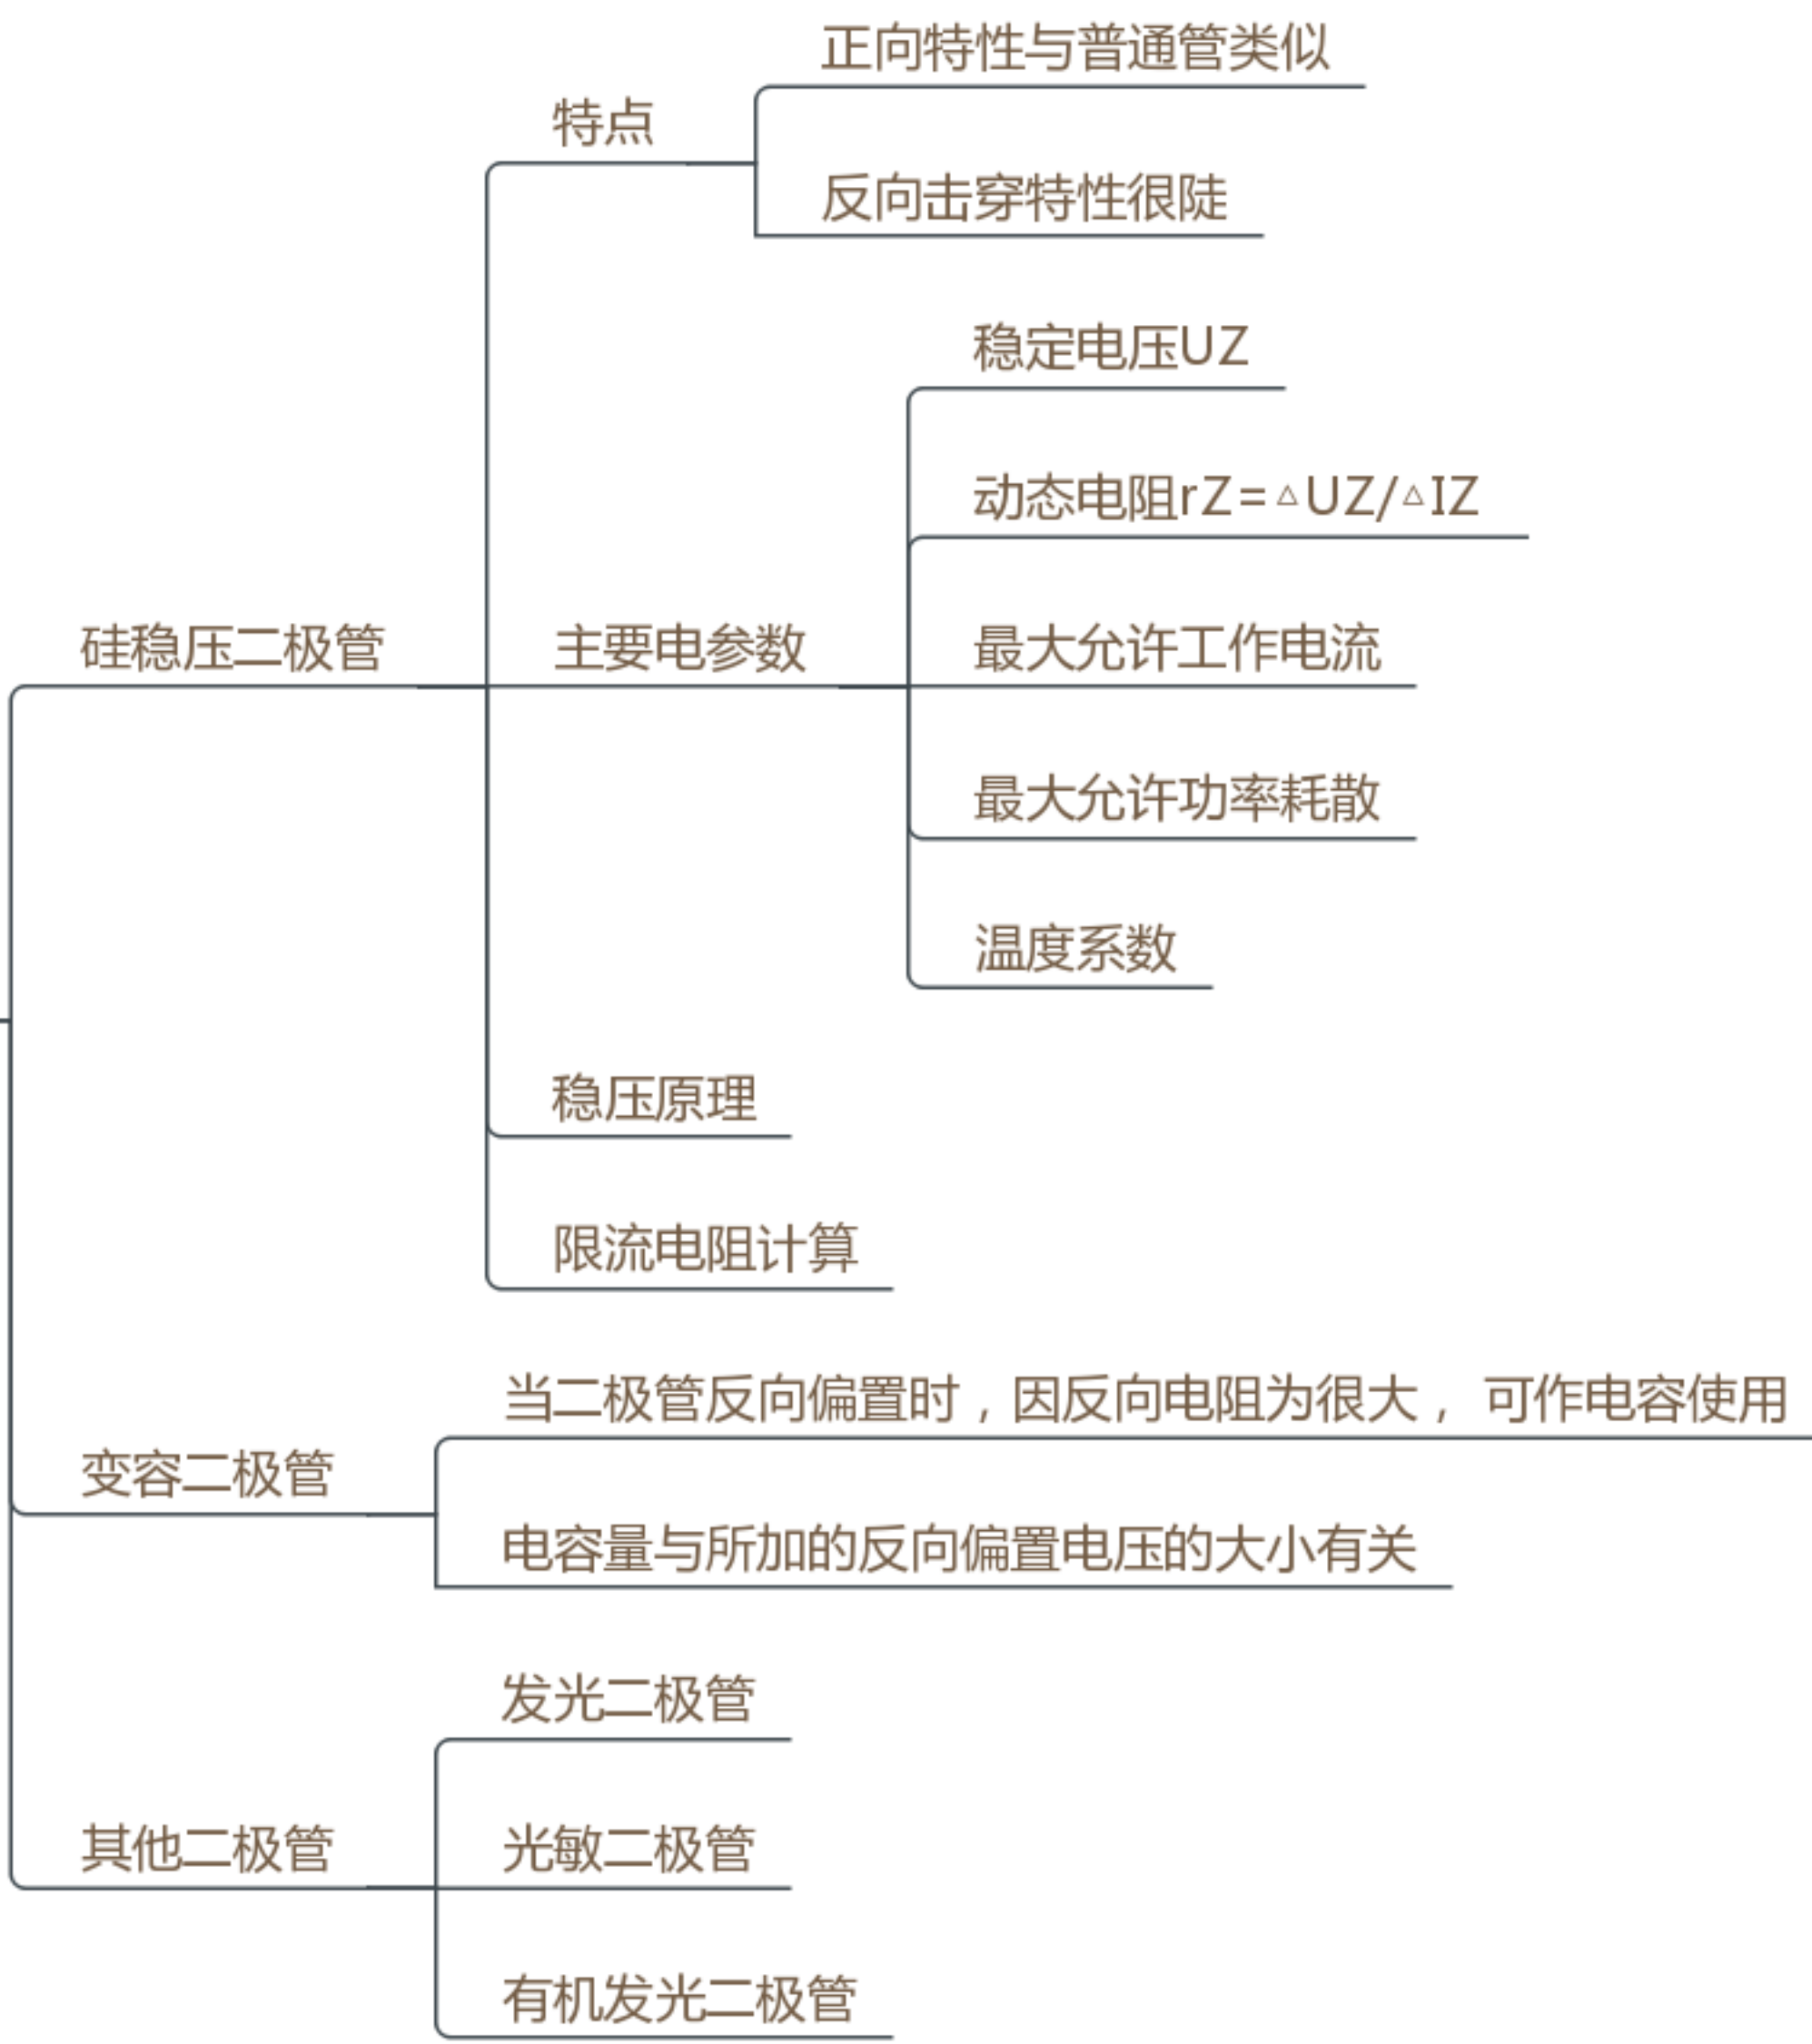 正向特性与普通管类似
特点
反向击穿特性很陡
稳定电压UZ
动态电阻rZ=△UZ/△IZ
硅稳压二极管
主要电参数
最大允许工作电流
最大允许功率耗散
温度系数
稳压原理
限流电阻计算
当二极管反向偏置时，因反向电阻为很大， 可作电容使用
变容二极管
电容量与所加的反向偏置电压的大小有关
发光二极管
其他二极管
光敏二极管
有机发光二极管